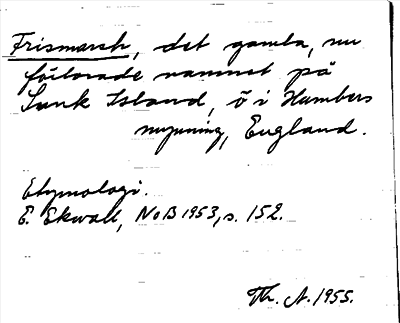 Frismarsh, det gamla, nu
förlorade namnet på
Sunk Island, ö i Humbers
mynning, England.
Etymologi.
E. Ekwall, NoB 1953, s. 152.
Th. A. 1955.